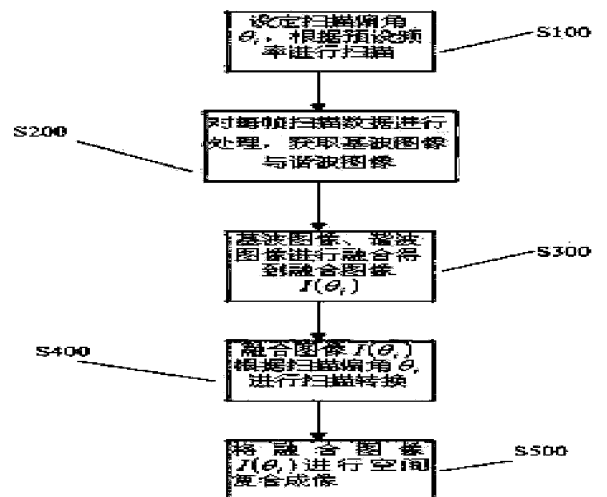 设定扫描偏角
θᵢ，根据预设频
率进行扫描
S100
对每帧扫描数据进行
处理，获取基波图像
与谐波图像
S200
基波图像、谐波
图像进行融合得
到融合图像
I(θᵢ)
S300
融合图像 I(θᵢ)
根据扫描偏角 θᵢ
进行扫描转换
S400
将融合图像
I(θᵢ)进行空间
复合成像
S500